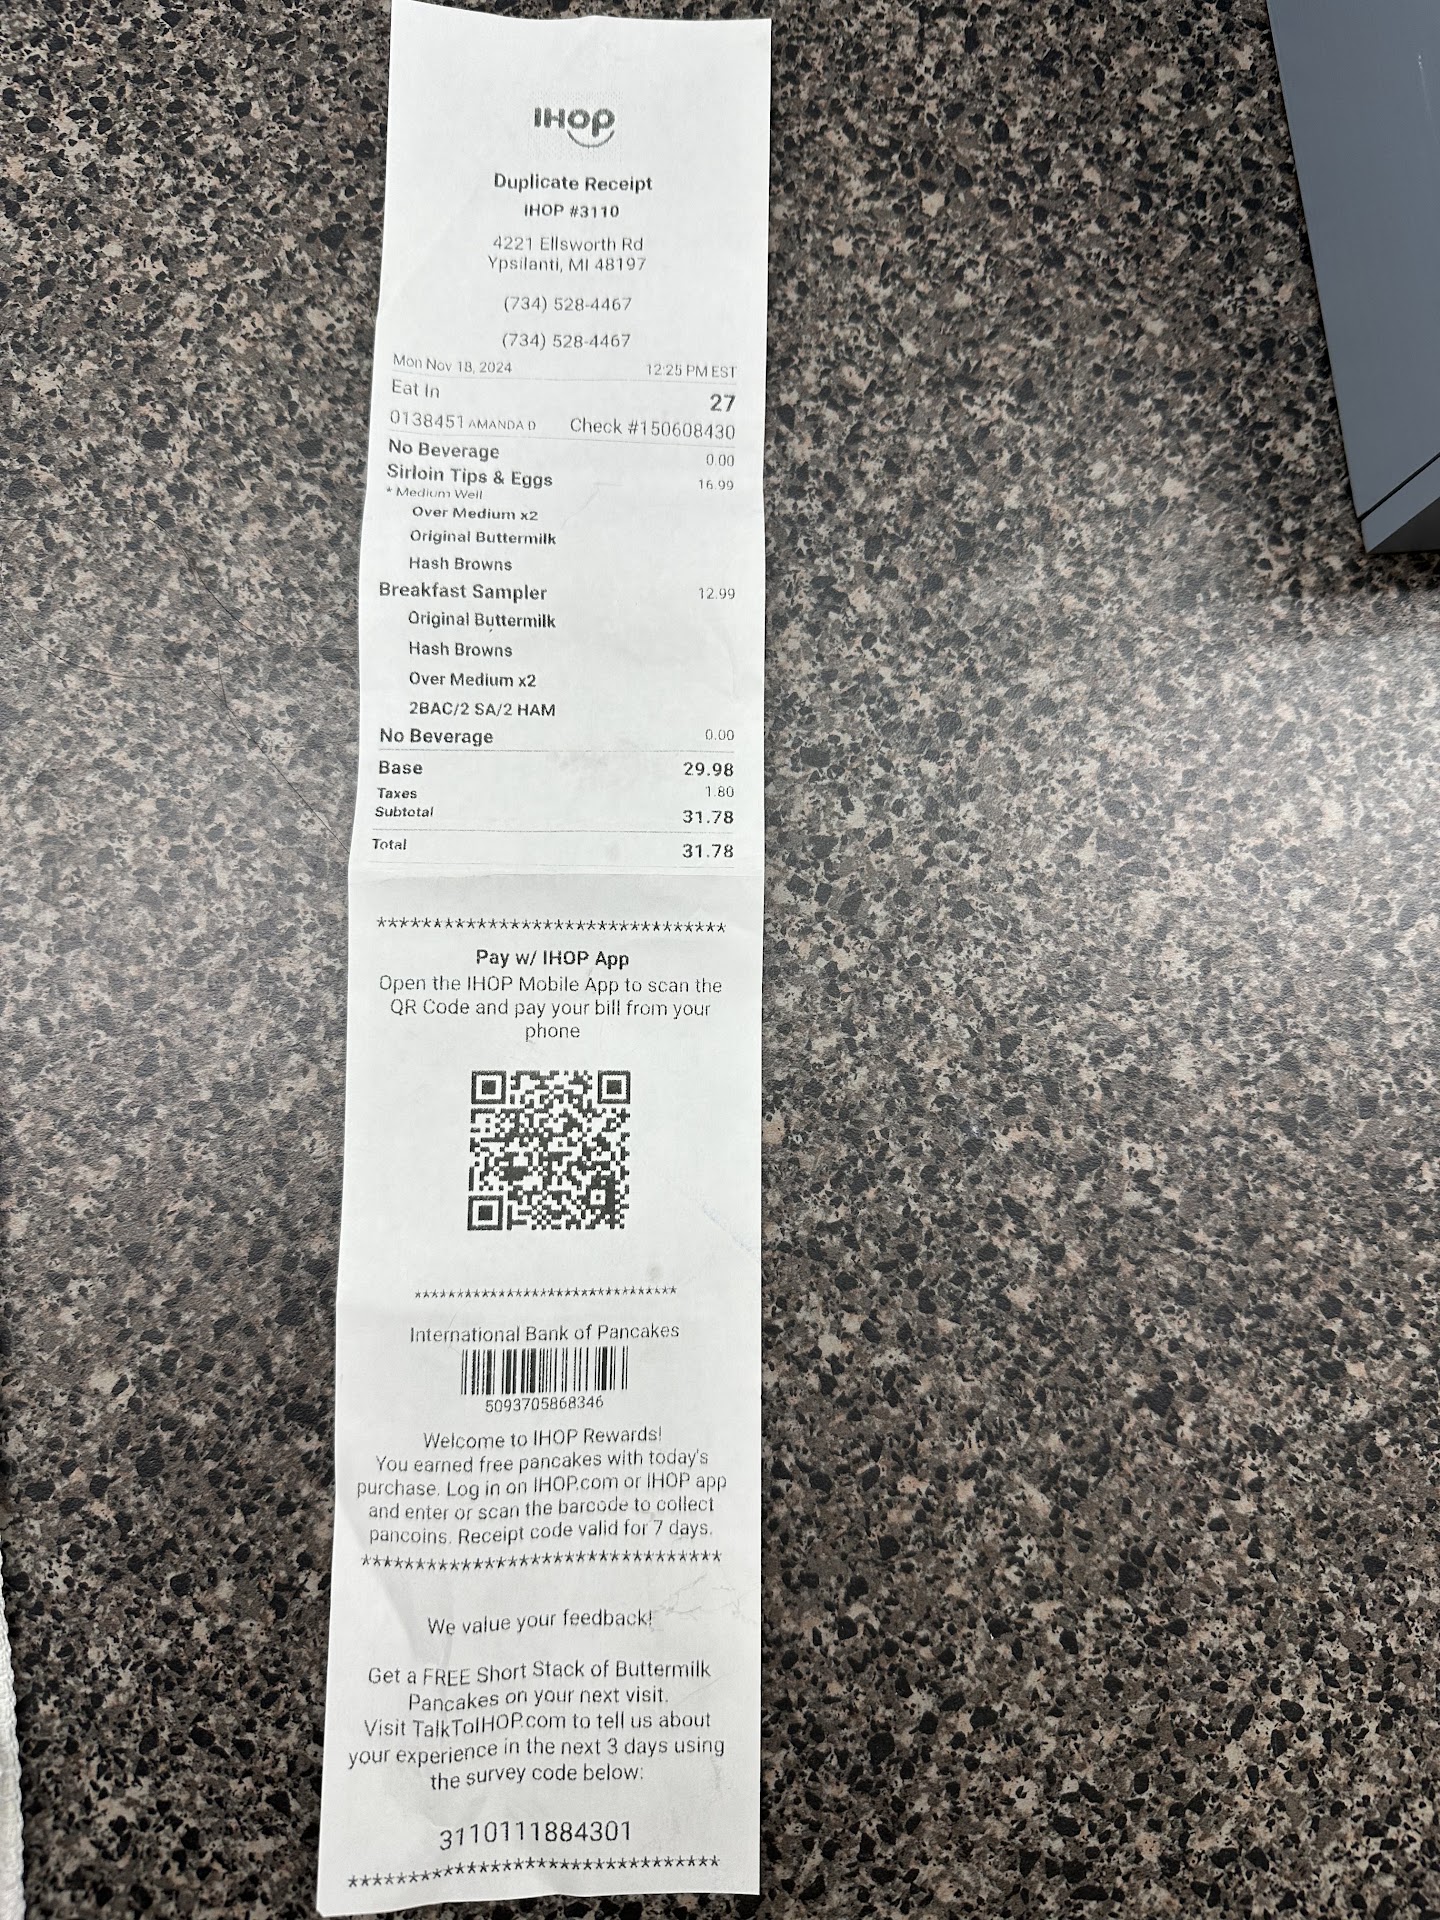 IHOP
Duplicate Receipt
IHOP #3110
4221 Ellsworth Rd
Ypsilanti, MI 48197
(734) 528-4467
(734) 528-4467
Mon Nov 18, 2024 12:25 PM EST
Eat In 27
0138451 AMANDA D Check #150608430
No Beverage 0.00
Sirloin Tips & Eggs 16.99
* Medium Well
Over Medium x2
Original Buttermilk
Hash Browns
Breakfast Sampler 12.99
Original Buttermilk
Hash Browns
Over Medium x2
2BAC/2 SA/2 HAM
No Beverage 0.00
Base 29.98
Taxes 1.80
Subtotal 31.78
Total 31.78
********************************
Pay w/ IHOP App
Open the IHOP Mobile App to scan the
QR Code and pay your bill from your
phone
********************************
International Bank of Pancakes
5093705868346
Welcome to IHOP Rewards!
You earned free pancakes with today's
purchase. Log in on IHOP.com or IHOP app
and enter or scan the barcode to collect
pancoins. Receipt code valid for 7 days.
********************************
We value your feedback!
Get a FREE Short Stack of Buttermilk
Pancakes on your next visit.
Visit TalkToIHOP.com to tell us about
your experience in the next 3 days using
the survey code below:
3110111884301
********************************